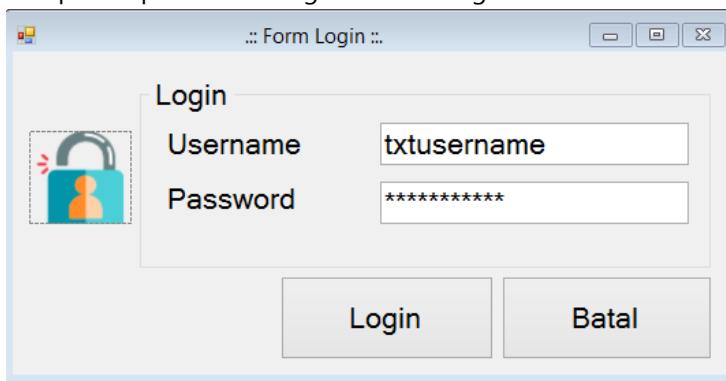 .:: Form Login ::.
Login
Username txtusername
Password ***********
Login Batal